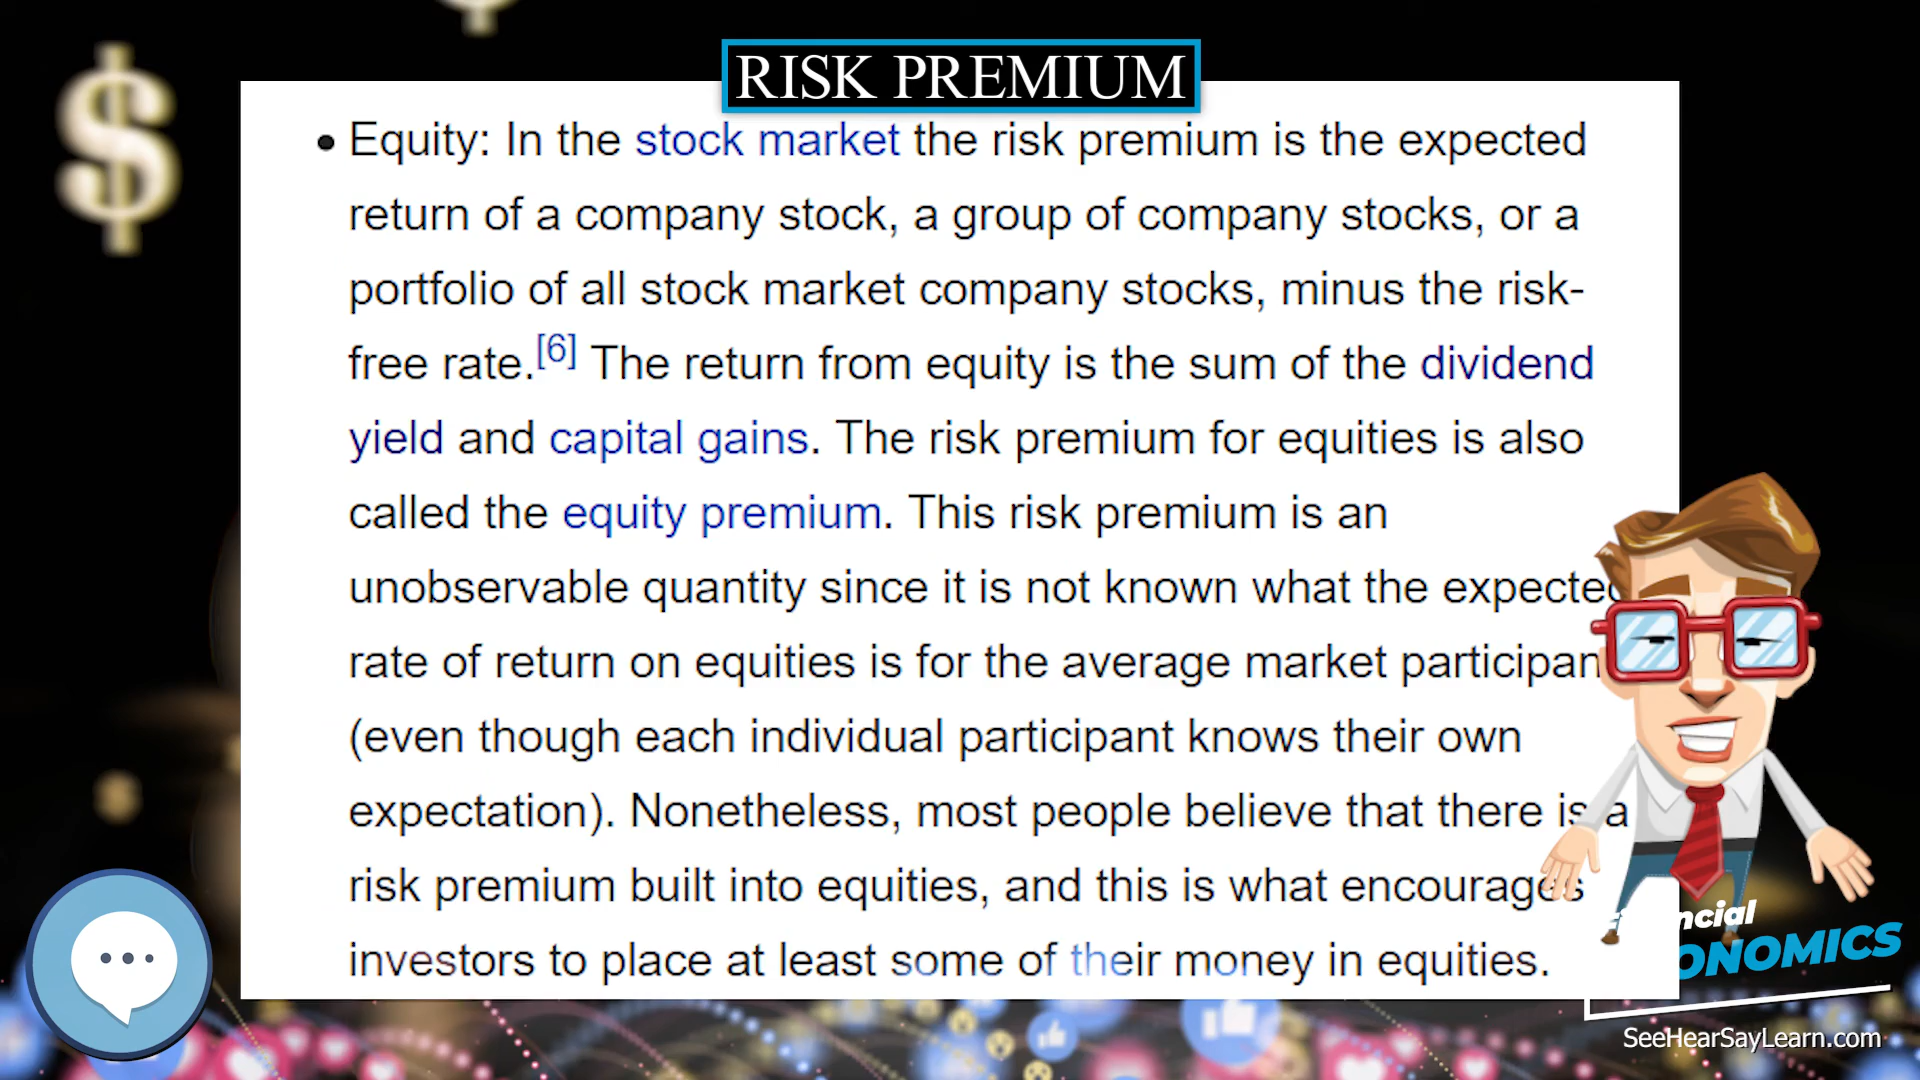 RISK PREMIUM
• Equity: In the stock market the risk premium is the expected
return of a company stock, a group of company stocks, or a
portfolio of all stock market company stocks, minus the risk-
free rate.[6] The return from equity is the sum of the dividend
yield and capital gains. The risk premium for equities is also
called the equity premium. This risk premium is an
unobservable quantity since it is not known what the expected
rate of return on equities is for the average market participan
(even though each individual participant knows their own
expectation). Nonetheless, most people believe that there is a
risk premium built into equities, and this is what encourages
investors to place at least some of their money in equities.
ncial
ONOMICS
SeeHearSayLearn.com
$